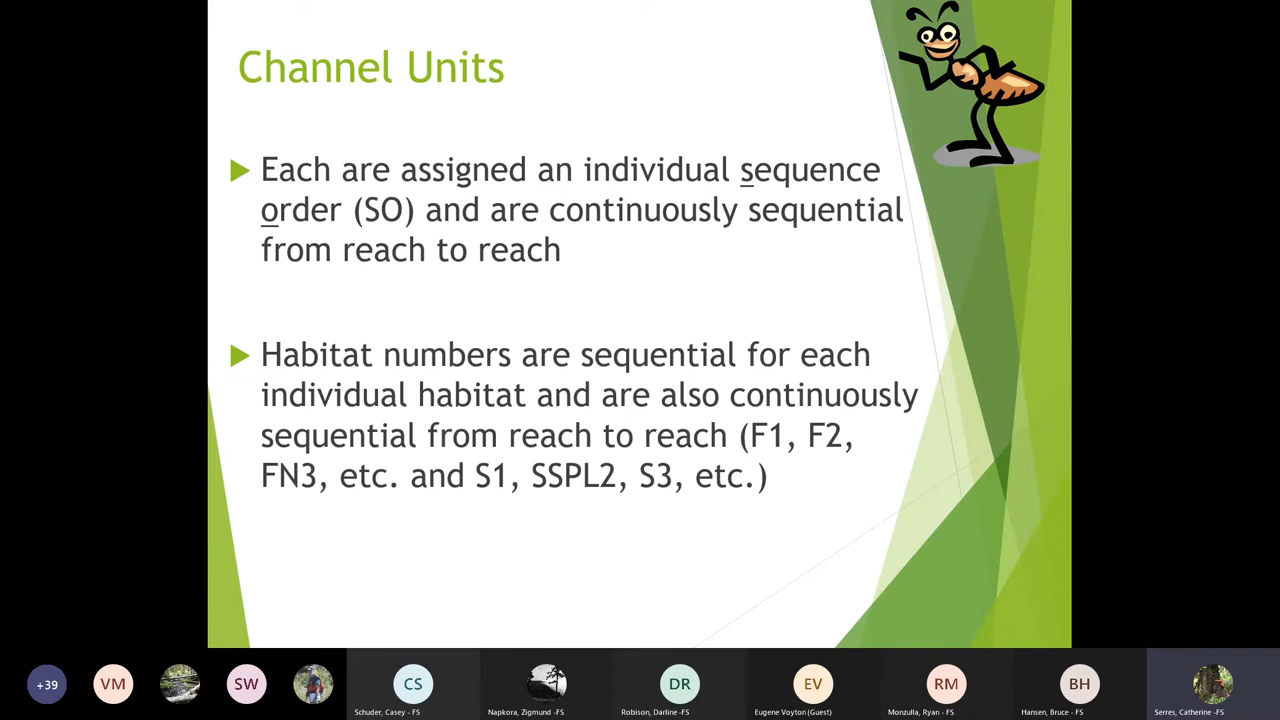 Channel Units
Each are assigned an individual sequence
order (SO) and are continuously sequential
from reach to reach
Habitat numbers are sequential for each
individual habitat and are also continuously
sequential from reach to reach (F1, F2,
FN3, etc. and S1, SSPL2, S3, etc.)
+39
VM
SW
CS
DR
EV
RM
BH
Schuder, Casey - FS
Napkora, Zigmund -FS
Robison, Darline -FS
Eugene Voyton (Guest)
Monzulla, Ryan - FS
Hansen, Bruce - FS
Serres, Catherine -FS